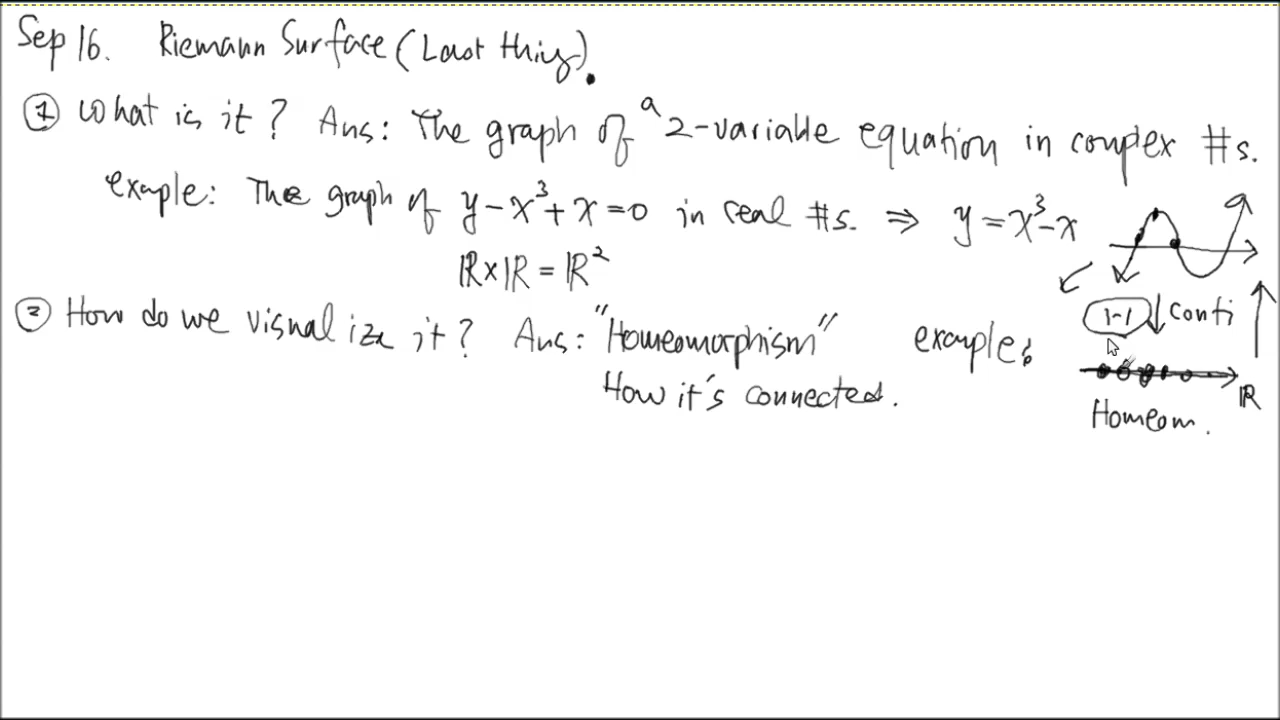 Sep 16. Riemann Surface (Last thing).
① What is it? Ans: The graph of a 2-variable equation in complex #s.
example: The graph of y - x³ + x = 0 in real #s. ⇒ y = x³ - x
ℝ×ℝ = ℝ²
② How do we visualize it? Ans: "Homeomorphism" example:
1-1 conti
How it's connected. ℝ
Homeom.